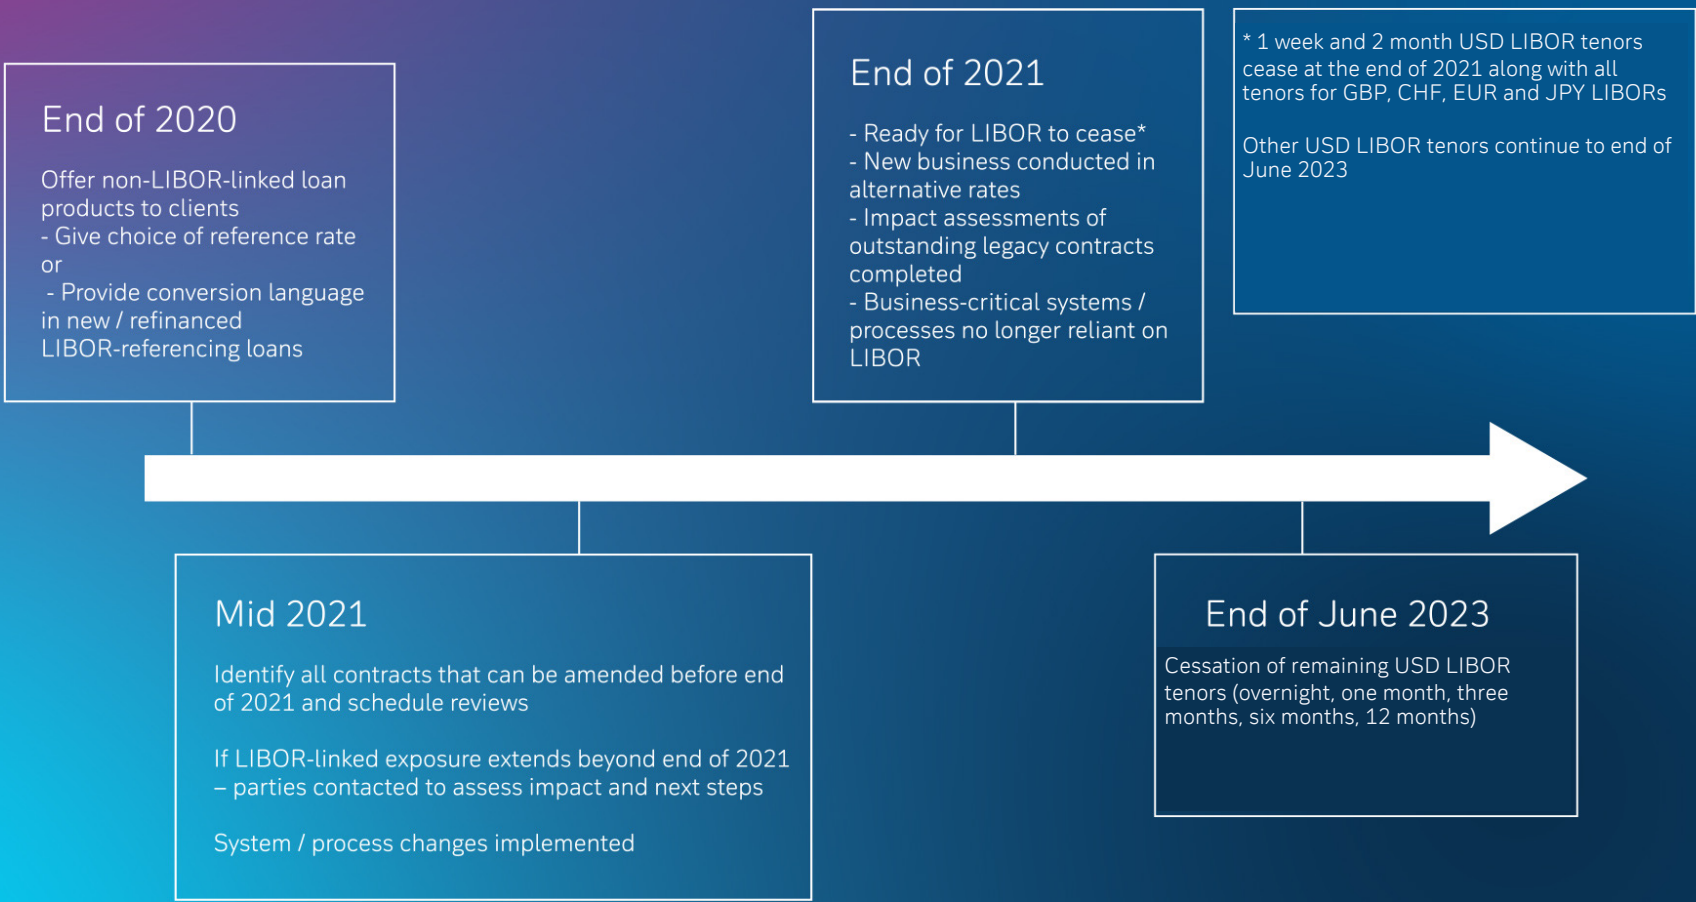 End of 2020
Offer non-LIBOR-linked loan
products to clients
- Give choice of reference rate
or
- Provide conversion language
in new / refinanced
LIBOR-referencing loans
End of 2021
- Ready for LIBOR to cease*
- New business conducted in
alternative rates
- Impact assessments of
outstanding legacy contracts
completed
- Business-critical systems /
processes no longer reliant on
LIBOR
* 1 week and 2 month USD LIBOR tenors
cease at the end of 2021 along with all
tenors for GBP, CHF, EUR and JPY LIBORs
Other USD LIBOR tenors continue to end of
June 2023
Mid 2021
Identify all contracts that can be amended before end
of 2021 and schedule reviews
If LIBOR-linked exposure extends beyond end of 2021
– parties contacted to assess impact and next steps
System / process changes implemented
End of June 2023
Cessation of remaining USD LIBOR
tenors (overnight, one month, three
months, six months, 12 months)